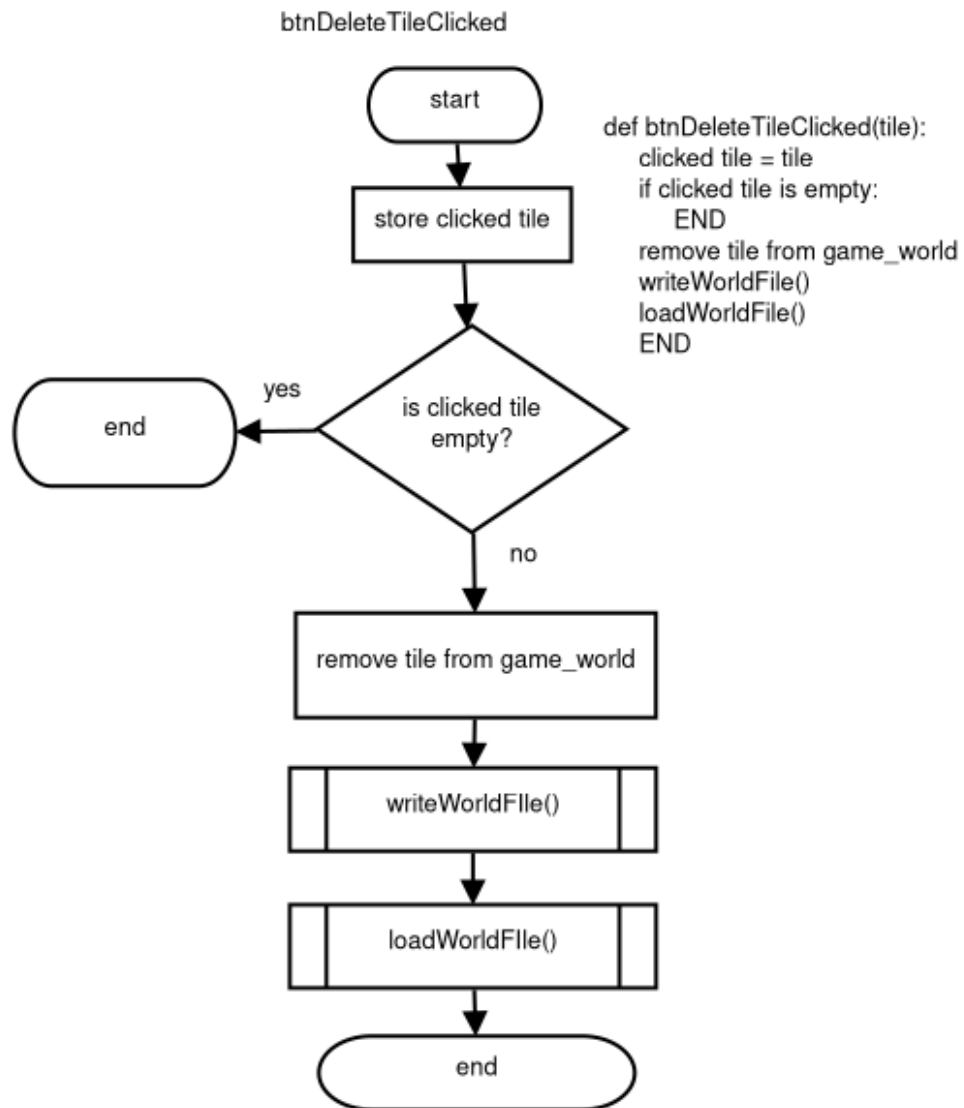 btnDeleteTileClicked
start
def btnDeleteTileClicked(tile):
clicked tile = tile
if clicked tile is empty:
END
remove tile from game_world
writeWorldFile()
loadWorldFile()
END
store clicked tile
is clicked tile
empty?
yes
end
no
remove tile from game_world
writeWorldFIle()
loadWorldFIle()
end